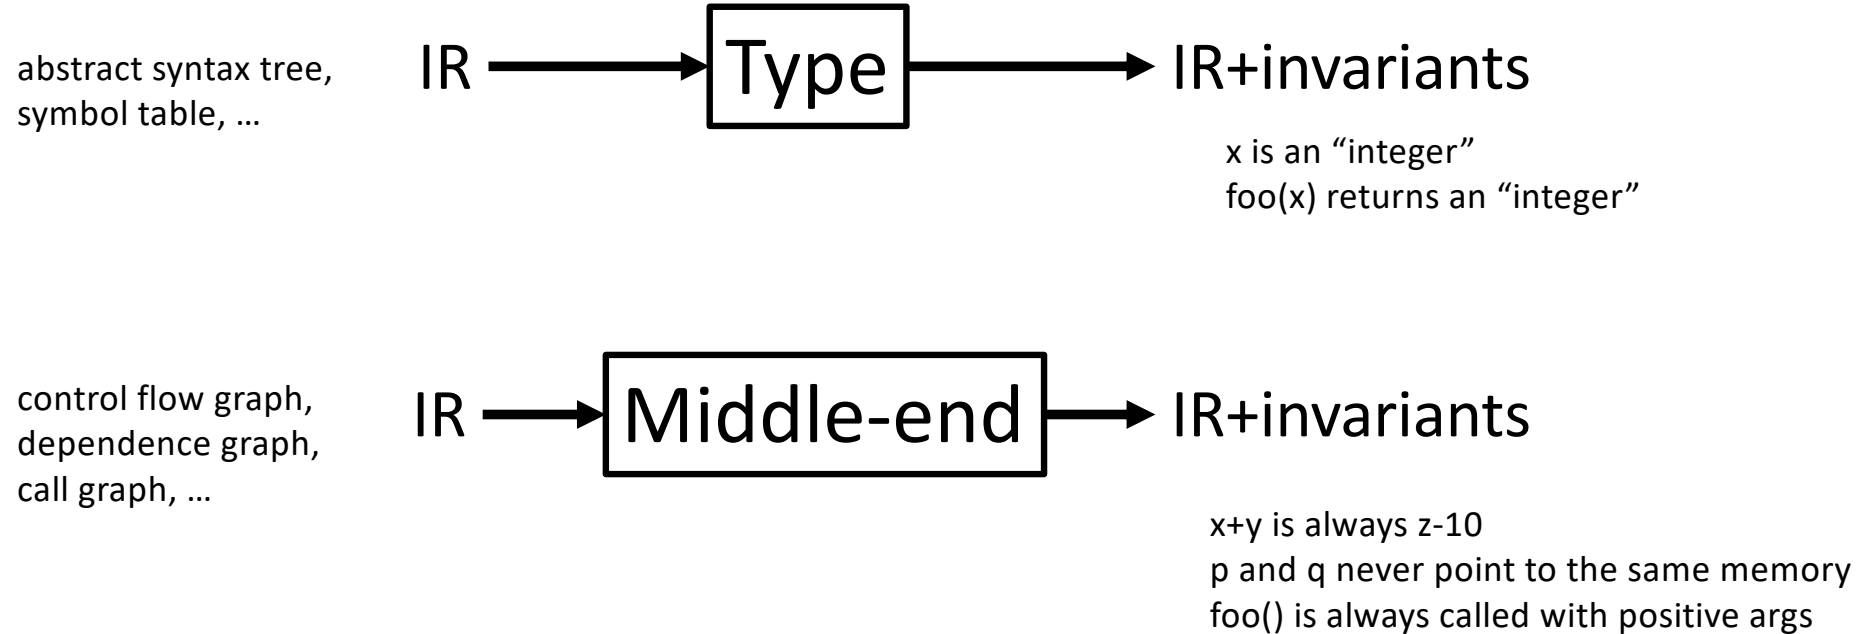 abstract syntax tree,
symbol table, …
IR
Type
IR+invariants
x is an “integer”
foo(x) returns an “integer”
control flow graph,
dependence graph,
call graph, …
IR
Middle-end
IR+invariants
x+y is always z-10
p and q never point to the same memory
foo() is always called with positive args